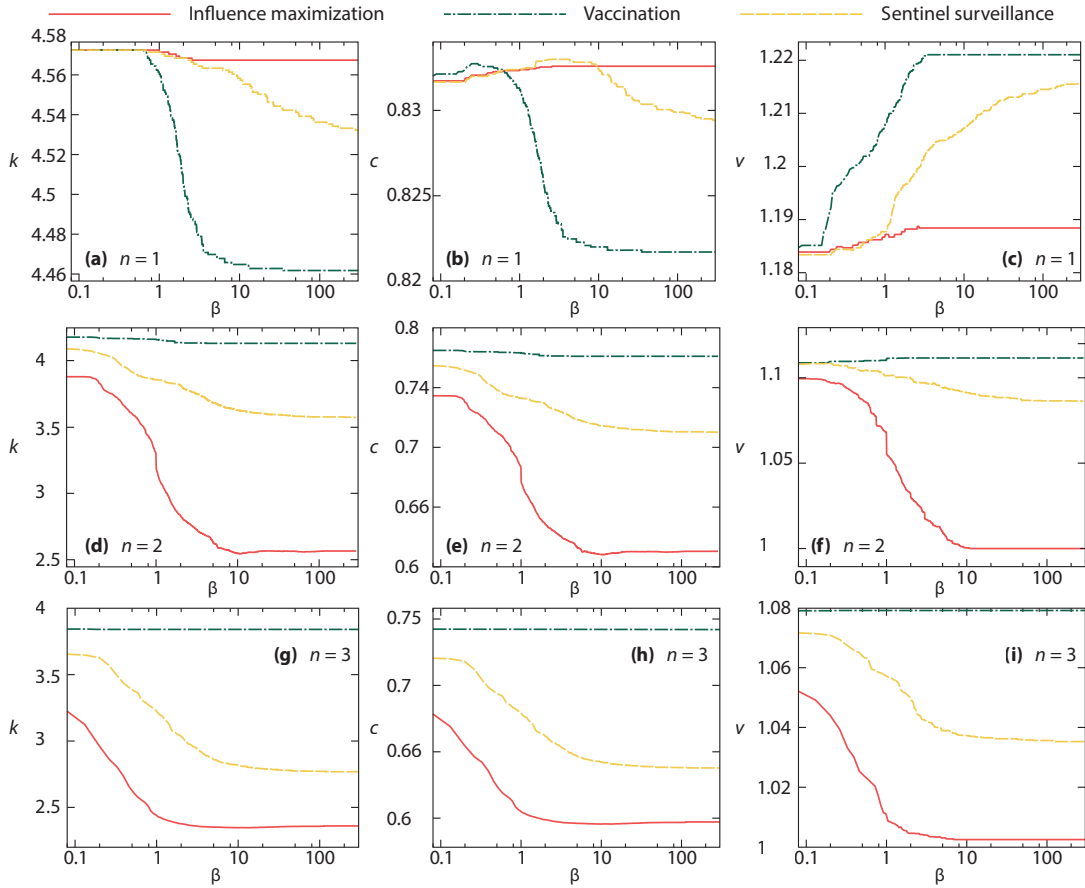 Influence maximization Vaccination Sentinel surveillance
4.58
4.56
4.54
4.52
4.5
4.48
4.46
k
(a) n = 1
0.1 1 10 100
β
0.83
0.825
0.82
c
(b) n = 1
0.1 1 10 100
β
1.22
1.21
1.2
1.19
1.18
v
(c) n = 1
0.1 1 10 100
β
4
3.5
3
2.5
k
(d) n = 2
0.1 1 10 100
β
0.8
0.74
0.7
0.66
0.6
c
(e) n = 2
0.1 1 10 100
β
1.1
1.05
1
v
(f) n = 2
0.1 1 10 100
β
4
3.5
3
2.5
k
(g) n = 3
0.1 1 10 100
β
0.75
0.7
0.66
0.6
c
(h) n = 3
0.1 1 10 100
β
1.08
1.06
1.04
1.02
1
v
(i) n = 3
0.1 1 10 100
β